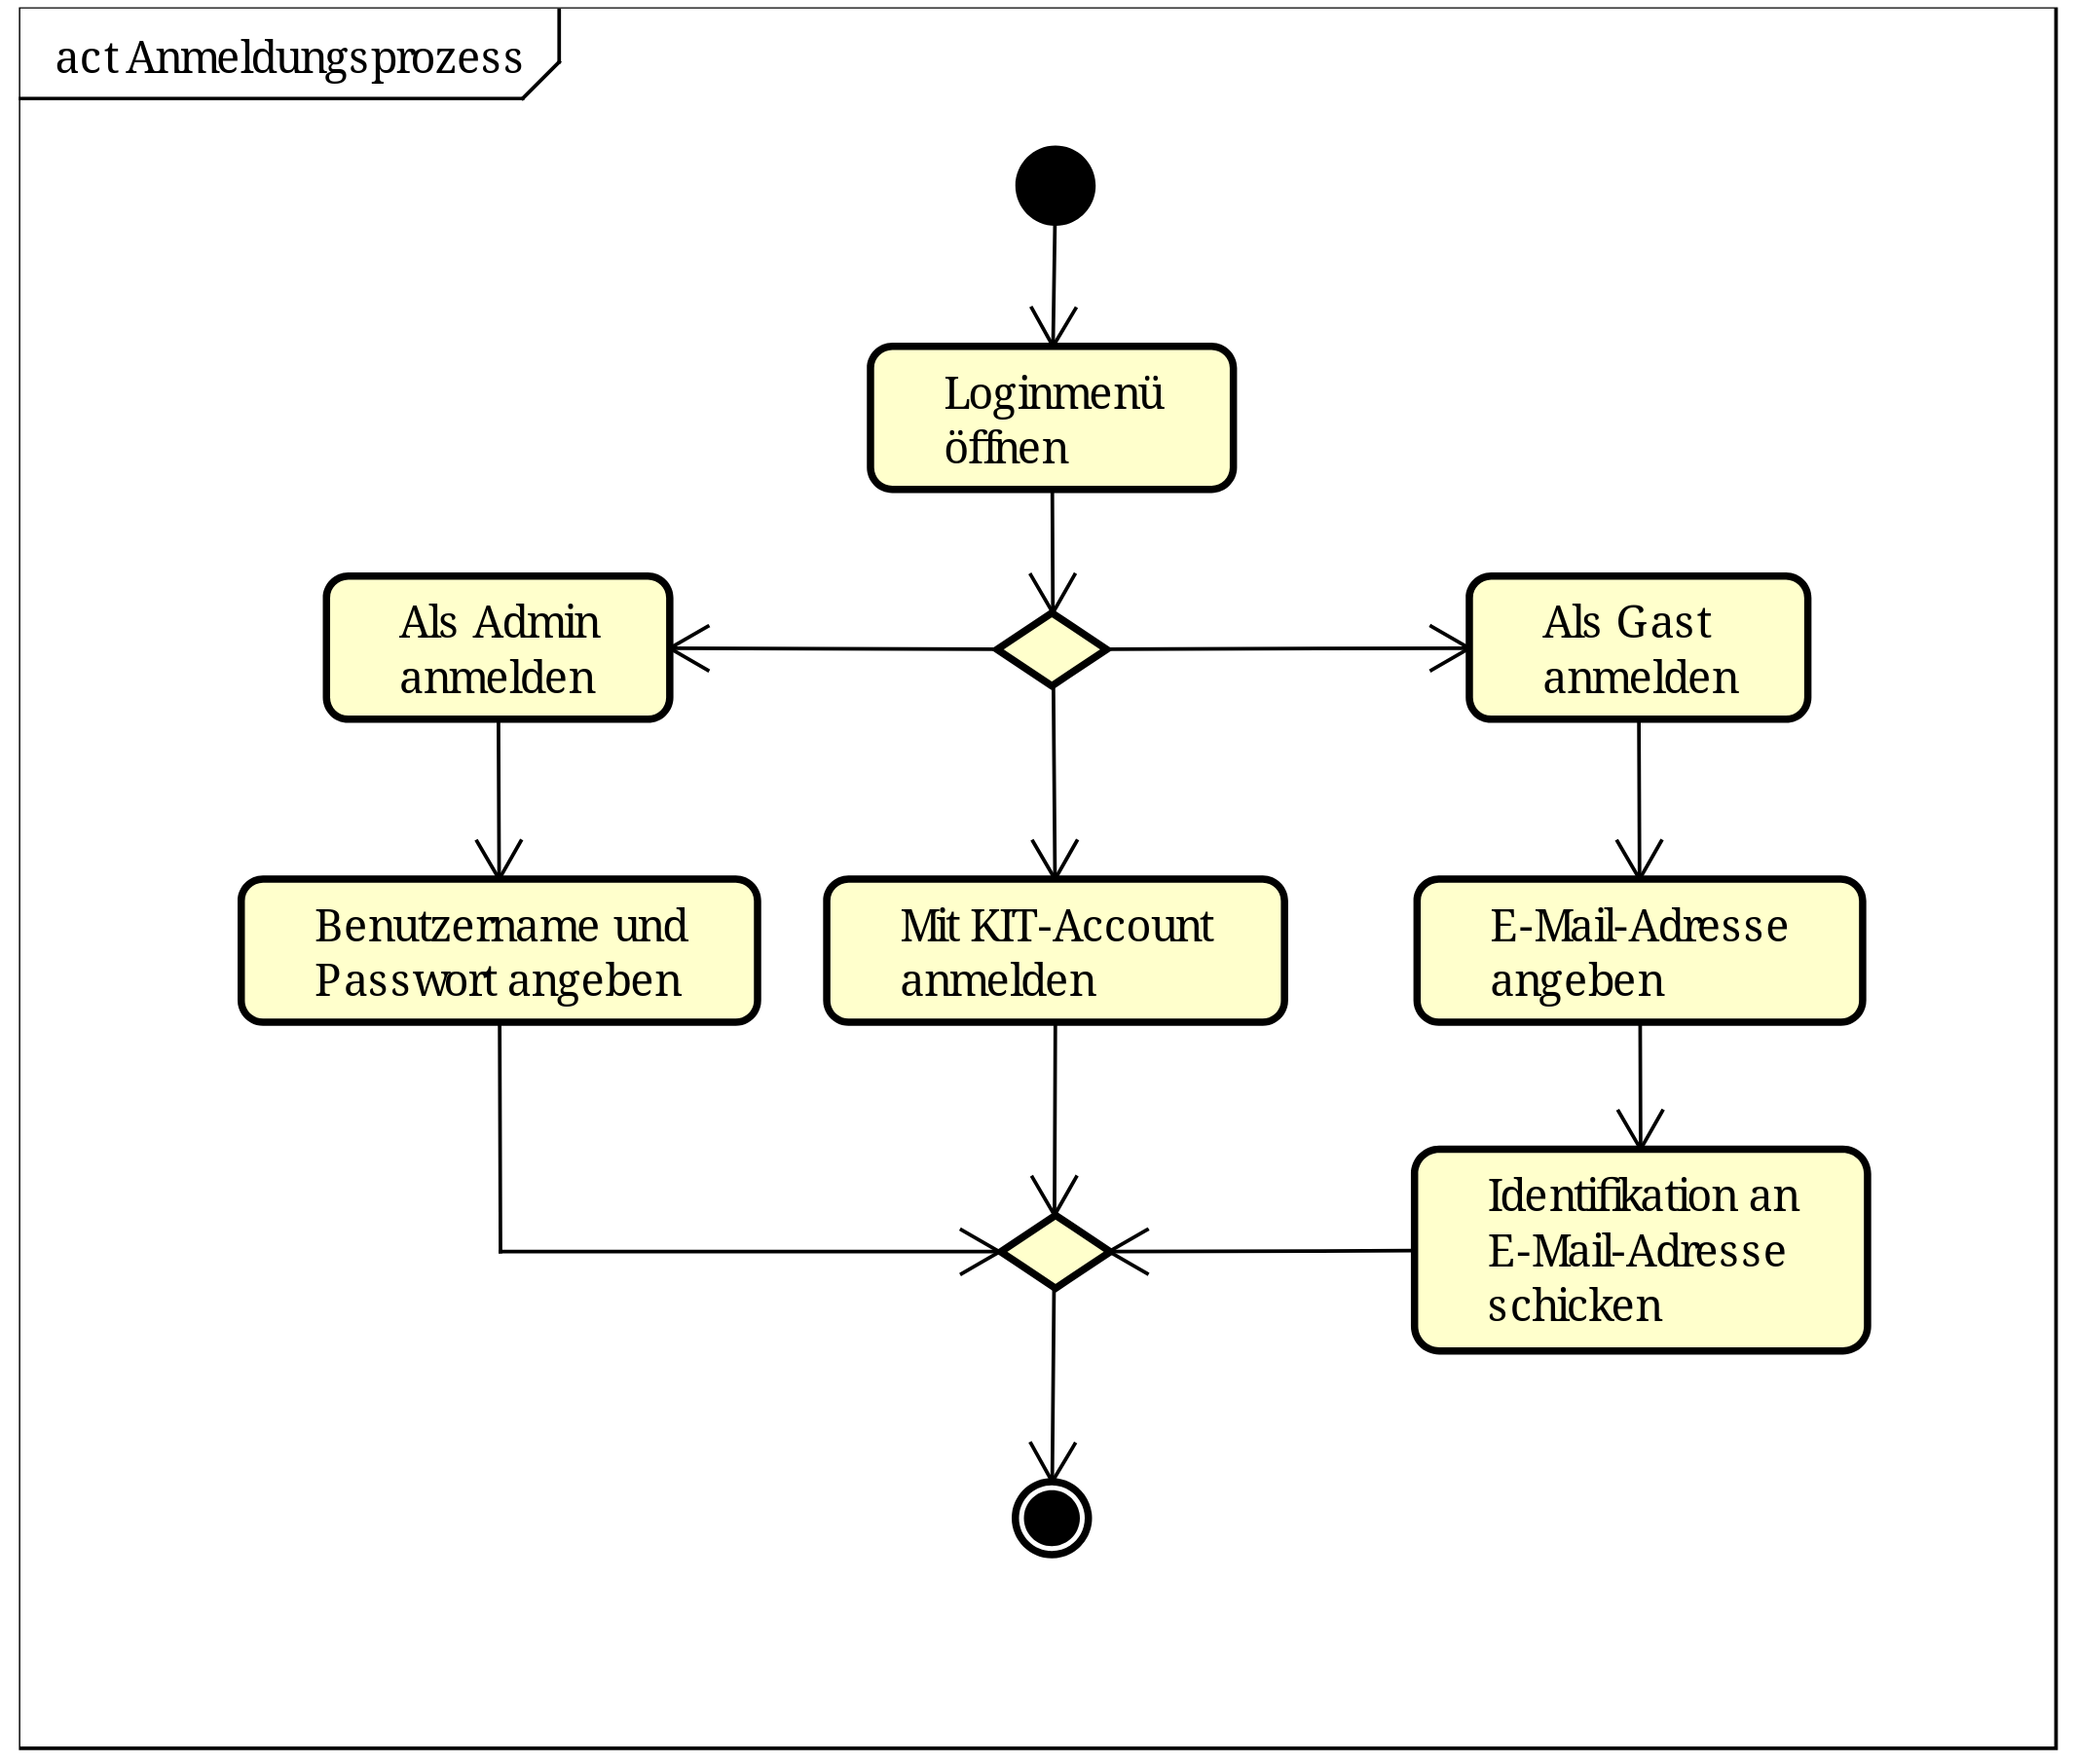 act Anmeldungsprozess
Loginmenü
öffnen
Als Admin
anmelden
Als Gast
anmelden
Benutzername und
Passwort angeben
Mit KIT-Account
anmelden
E-Mail-Adresse
angeben
Identifikation an
E-Mail-Adresse
schicken